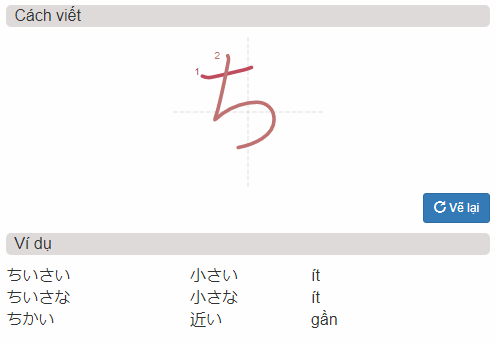 Cách viết
2
1
ち
Vẽ lại
Ví dụ
ちいさい 小さい ít
ちいさな 小さな ít
ちかい 近い gần